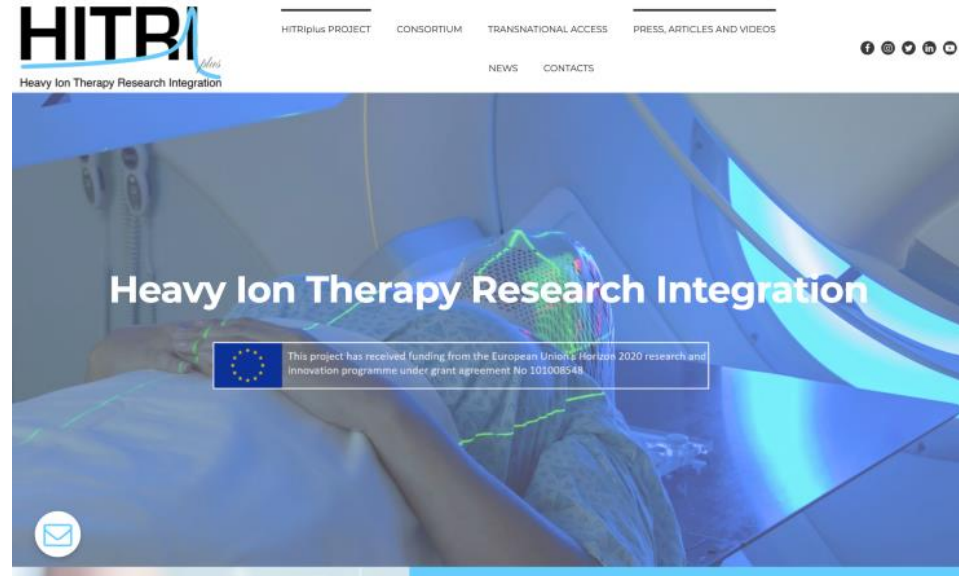 HITRI
plus
Heavy Ion Therapy Research Integration
HITRIplus PROJECT
CONSORTIUM
TRANSNATIONAL ACCESS
PRESS, ARTICLES AND VIDEOS
NEWS
CONTACTS
Heavy Ion Therapy Research Integration
This project has received funding from the European Union's Horizon 2020 research and
innovation programme under grant agreement No 101008548